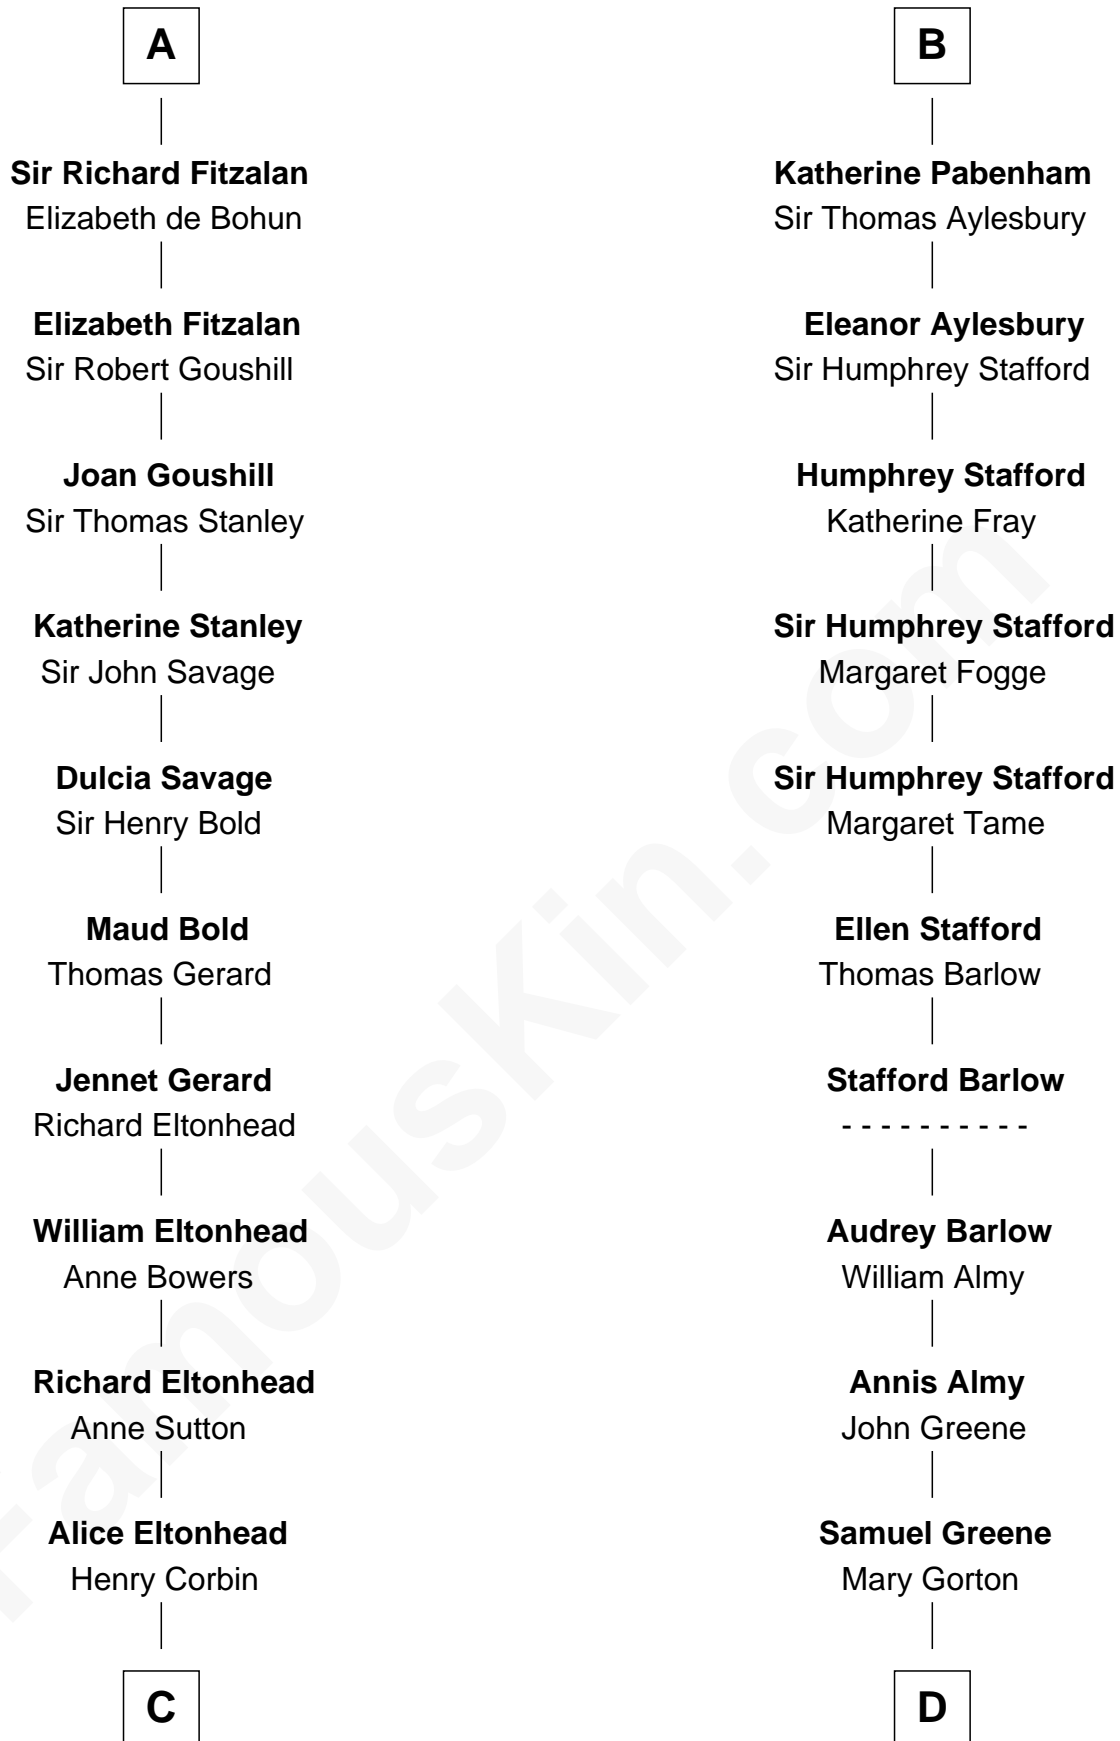 A
Sir Richard Fitzalan
Elizabeth de Bohun
Elizabeth Fitzalan
Sir Robert Goushill
Joan Goushill
Sir Thomas Stanley
Katherine Stanley
Sir John Savage
Dulcia Savage
Sir Henry Bold
Maud Bold
Thomas Gerard
Jennet Gerard
Richard Eltonhead
William Eltonhead
Anne Bowers
Richard Eltonhead
Anne Sutton
Alice Eltonhead
Henry Corbin
C
B
Katherine Pabenham
Sir Thomas Aylesbury
Eleanor Aylesbury
Sir Humphrey Stafford
Humphrey Stafford
Katherine Fray
Sir Humphrey Stafford
Margaret Fogge
Sir Humphrey Stafford
Margaret Tame
Ellen Stafford
Thomas Barlow
Stafford Barlow
- - - - - - - - - -
Audrey Barlow
William Almy
Annis Almy
John Greene
Samuel Greene
Mary Gorton
D
FamousKin.com